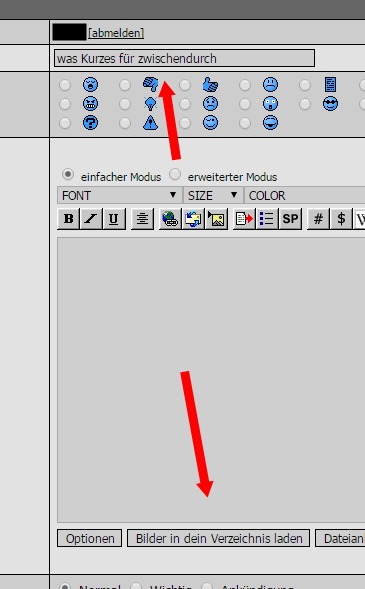 [abmelden]
was Kurzes für zwischendurch
einfacher Modus erweiterter Modus
FONT SIZE COLOR
B I U SP # $
Optionen Bilder in dein Verzeichnis laden Dateian
Normal Wichtig Ankündigung